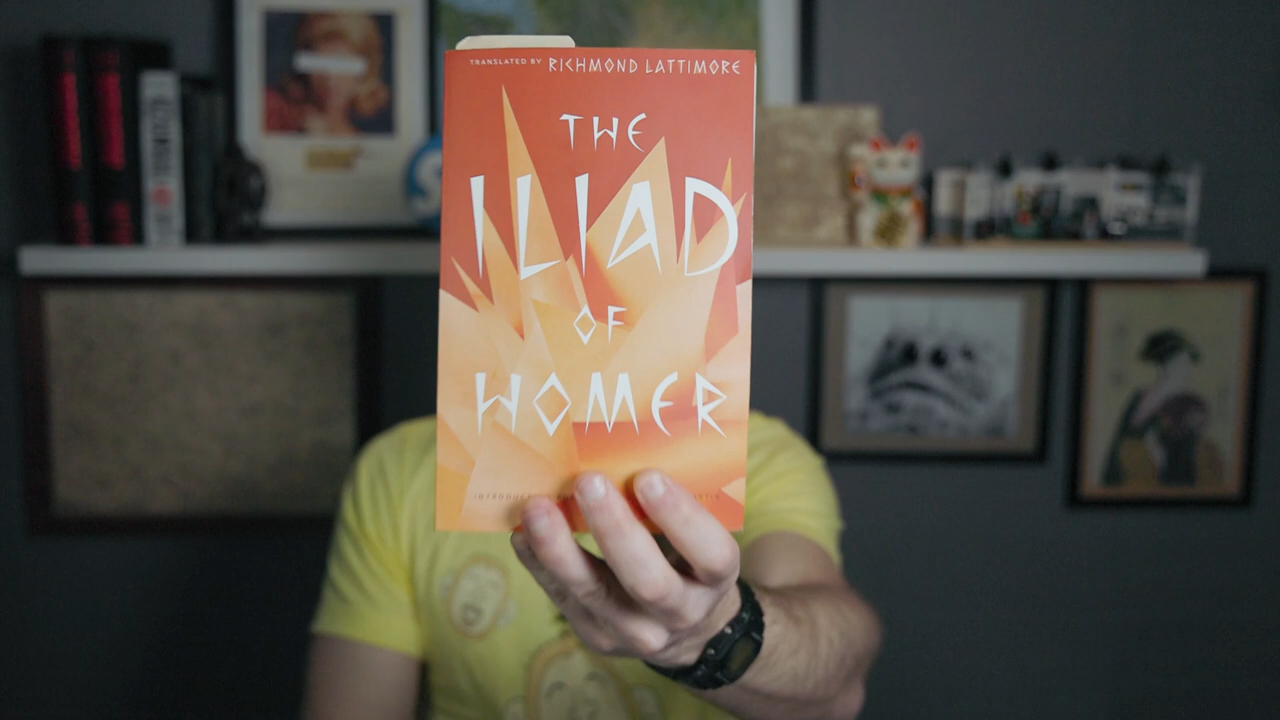 TRANSLATED BY RICHMOND LATTIMORE
THE
ILIAD
OF
HOMER